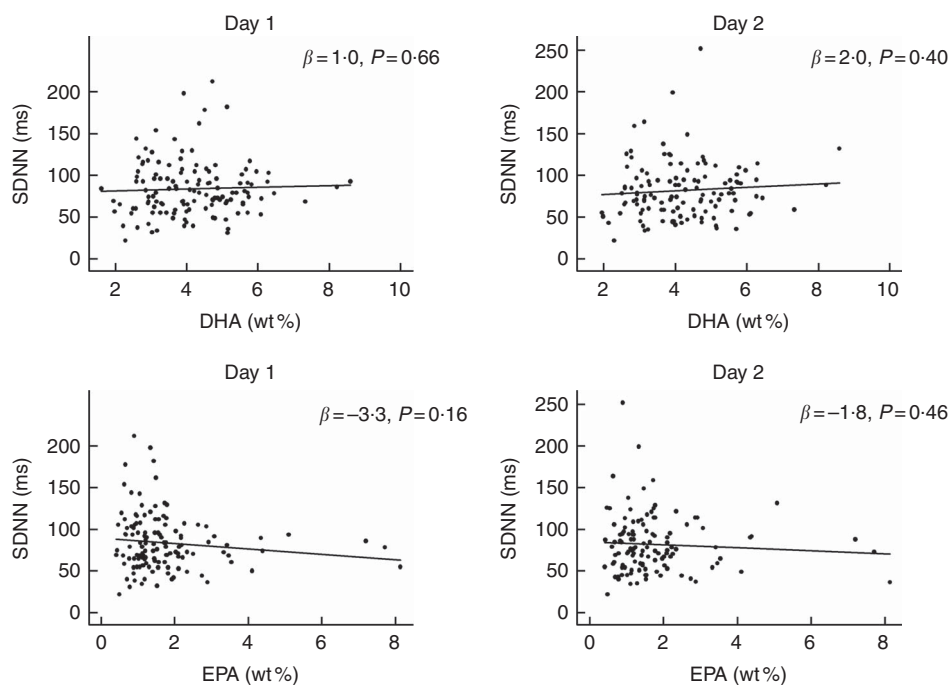 Day 1
β=1·0, P=0·66
SDNN (ms)
200
150
100
50
0
2 4 6 8 10
DHA (wt %)
Day 2
β=2·0, P=0·40
SDNN (ms)
250
200
150
100
50
0
2 4 6 8 10
DHA (wt %)
Day 1
β=−3·3, P=0·16
SDNN (ms)
200
150
100
50
0
0 2 4 6 8
EPA (wt %)
Day 2
β=−1·8, P=0·46
SDNN (ms)
250
200
150
100
50
0
0 2 4 6 8
EPA (wt %)